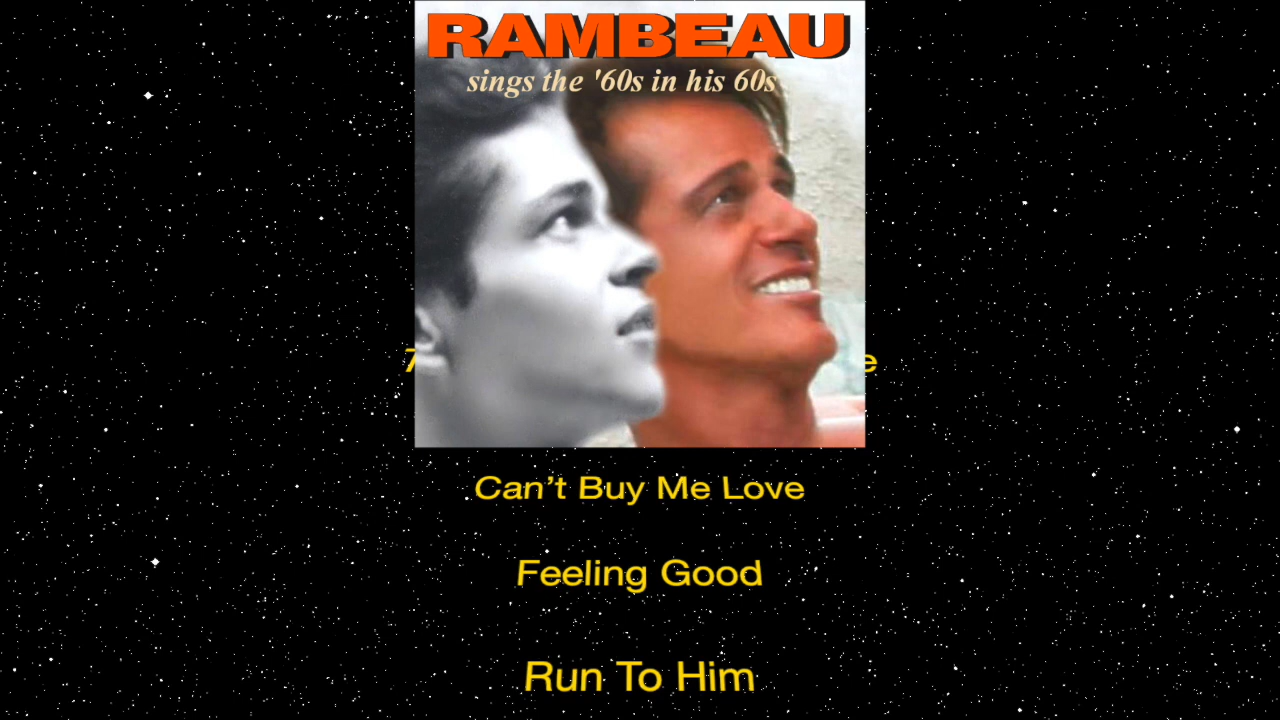 RAMBEAU
sings the '60s in his 60s
Can’t Buy Me Love
Feeling Good
Run To Him